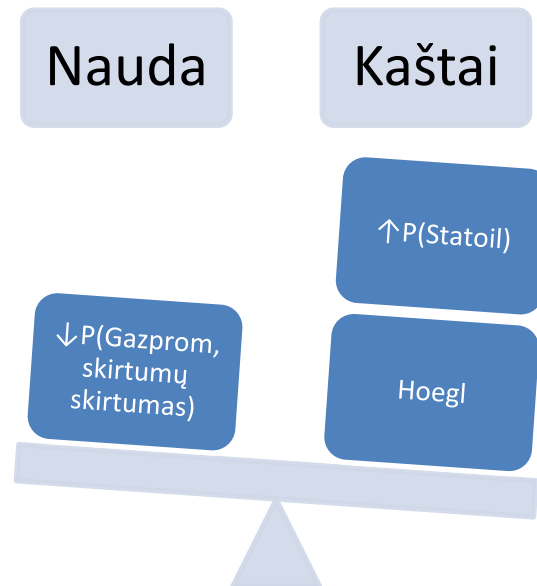 Nauda
Kaštai
↑P(Statoil)
↓P(Gazprom,
skirtumų
skirtumas)
Hoegl